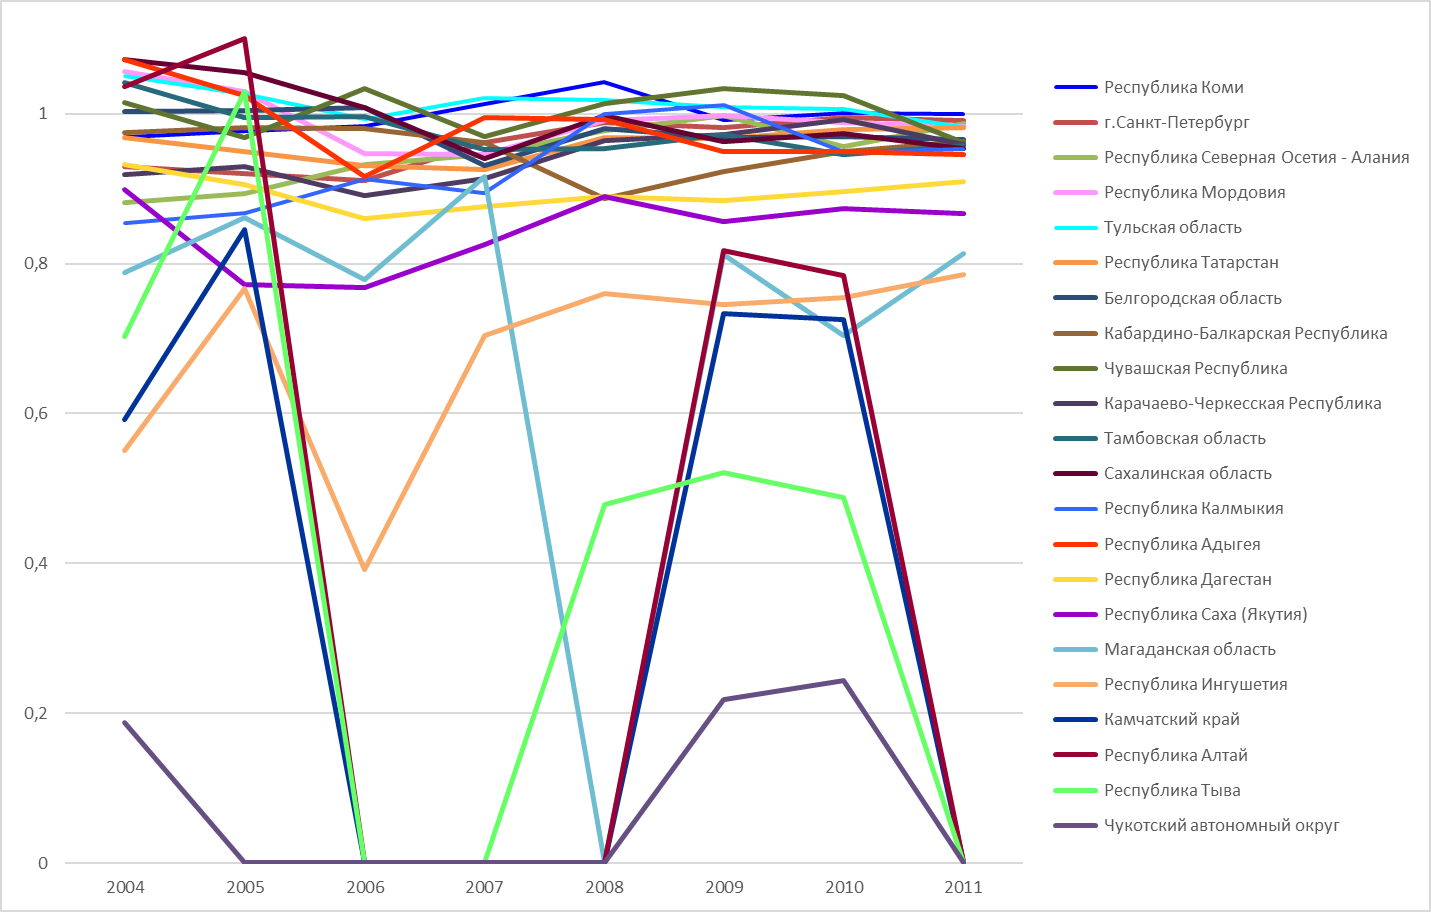 1
0,8
0,6
0,4
0,2
0
2004 2005 2006 2007 2008 2009 2010 2011
Республика Коми
г.Санкт-Петербург
Республика Северная Осетия - Алания
Республика Мордовия
Тульская область
Республика Татарстан
Белгородская область
Кабардино-Балкарская Республика
Чувашская Республика
Карачаево-Черкесская Республика
Тамбовская область
Сахалинская область
Республика Калмыкия
Республика Адыгея
Республика Дагестан
Республика Саха (Якутия)
Магаданская область
Республика Ингушетия
Камчатский край
Республика Алтай
Республика Тыва
Чукотский автономный округ